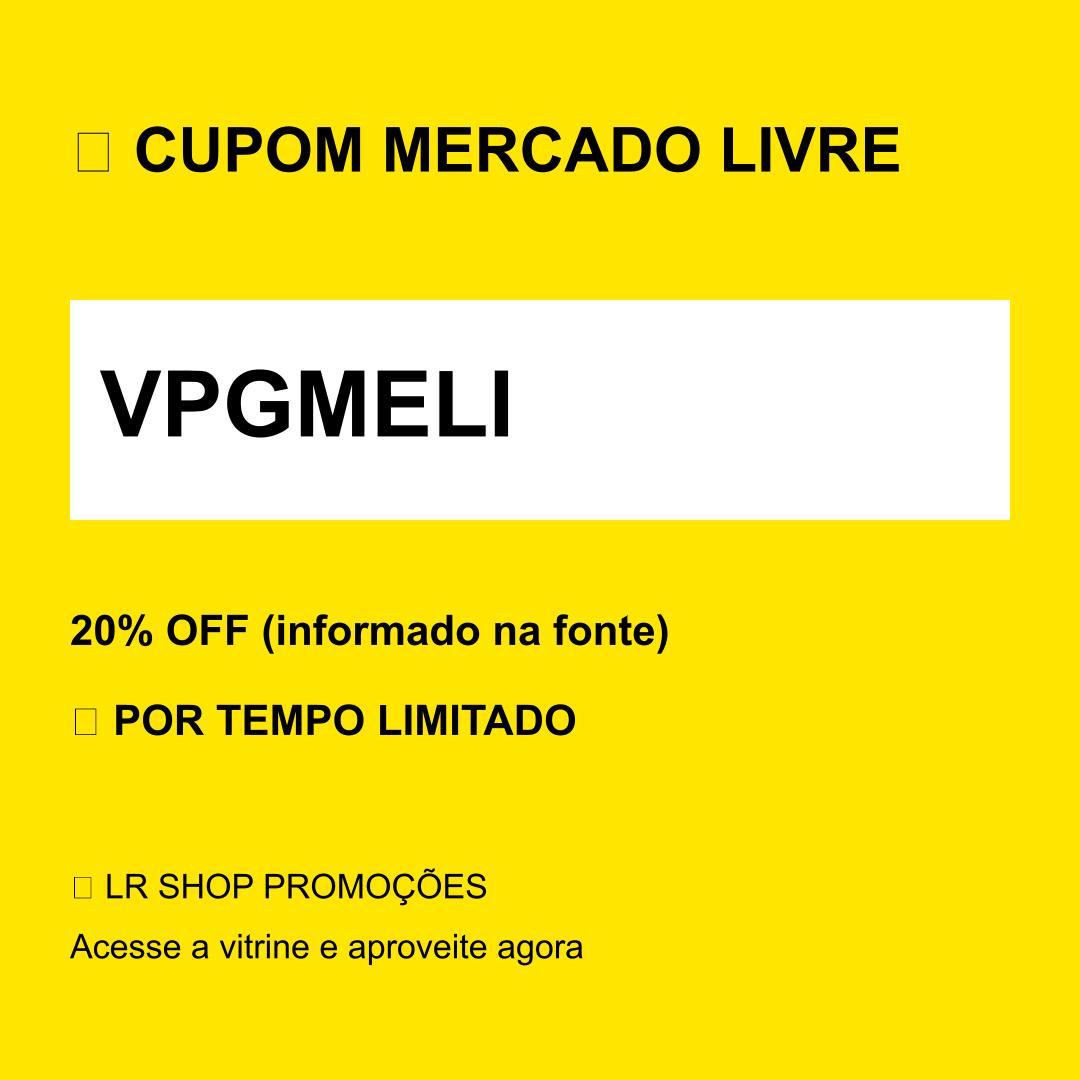 CUPOM MERCADO LIVRE
VPGMELI
20% OFF (informado na fonte)
POR TEMPO LIMITADO
LR SHOP PROMOÇÕES
Acesse a vitrine e aproveite agora